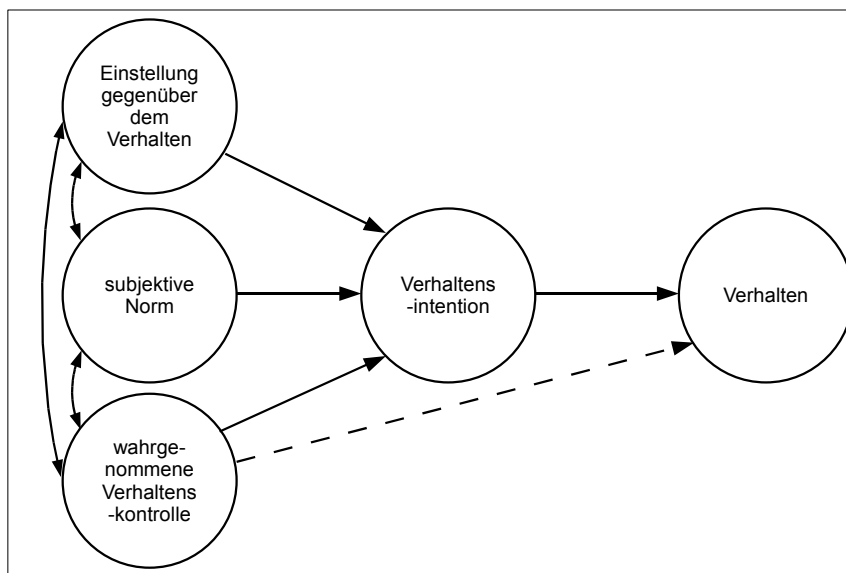 Einstellung
gegenüber
dem
Verhalten
subjektive
Norm
wahrge-
nommene
Verhaltens
-kontrolle
Verhaltens
-intention
Verhalten